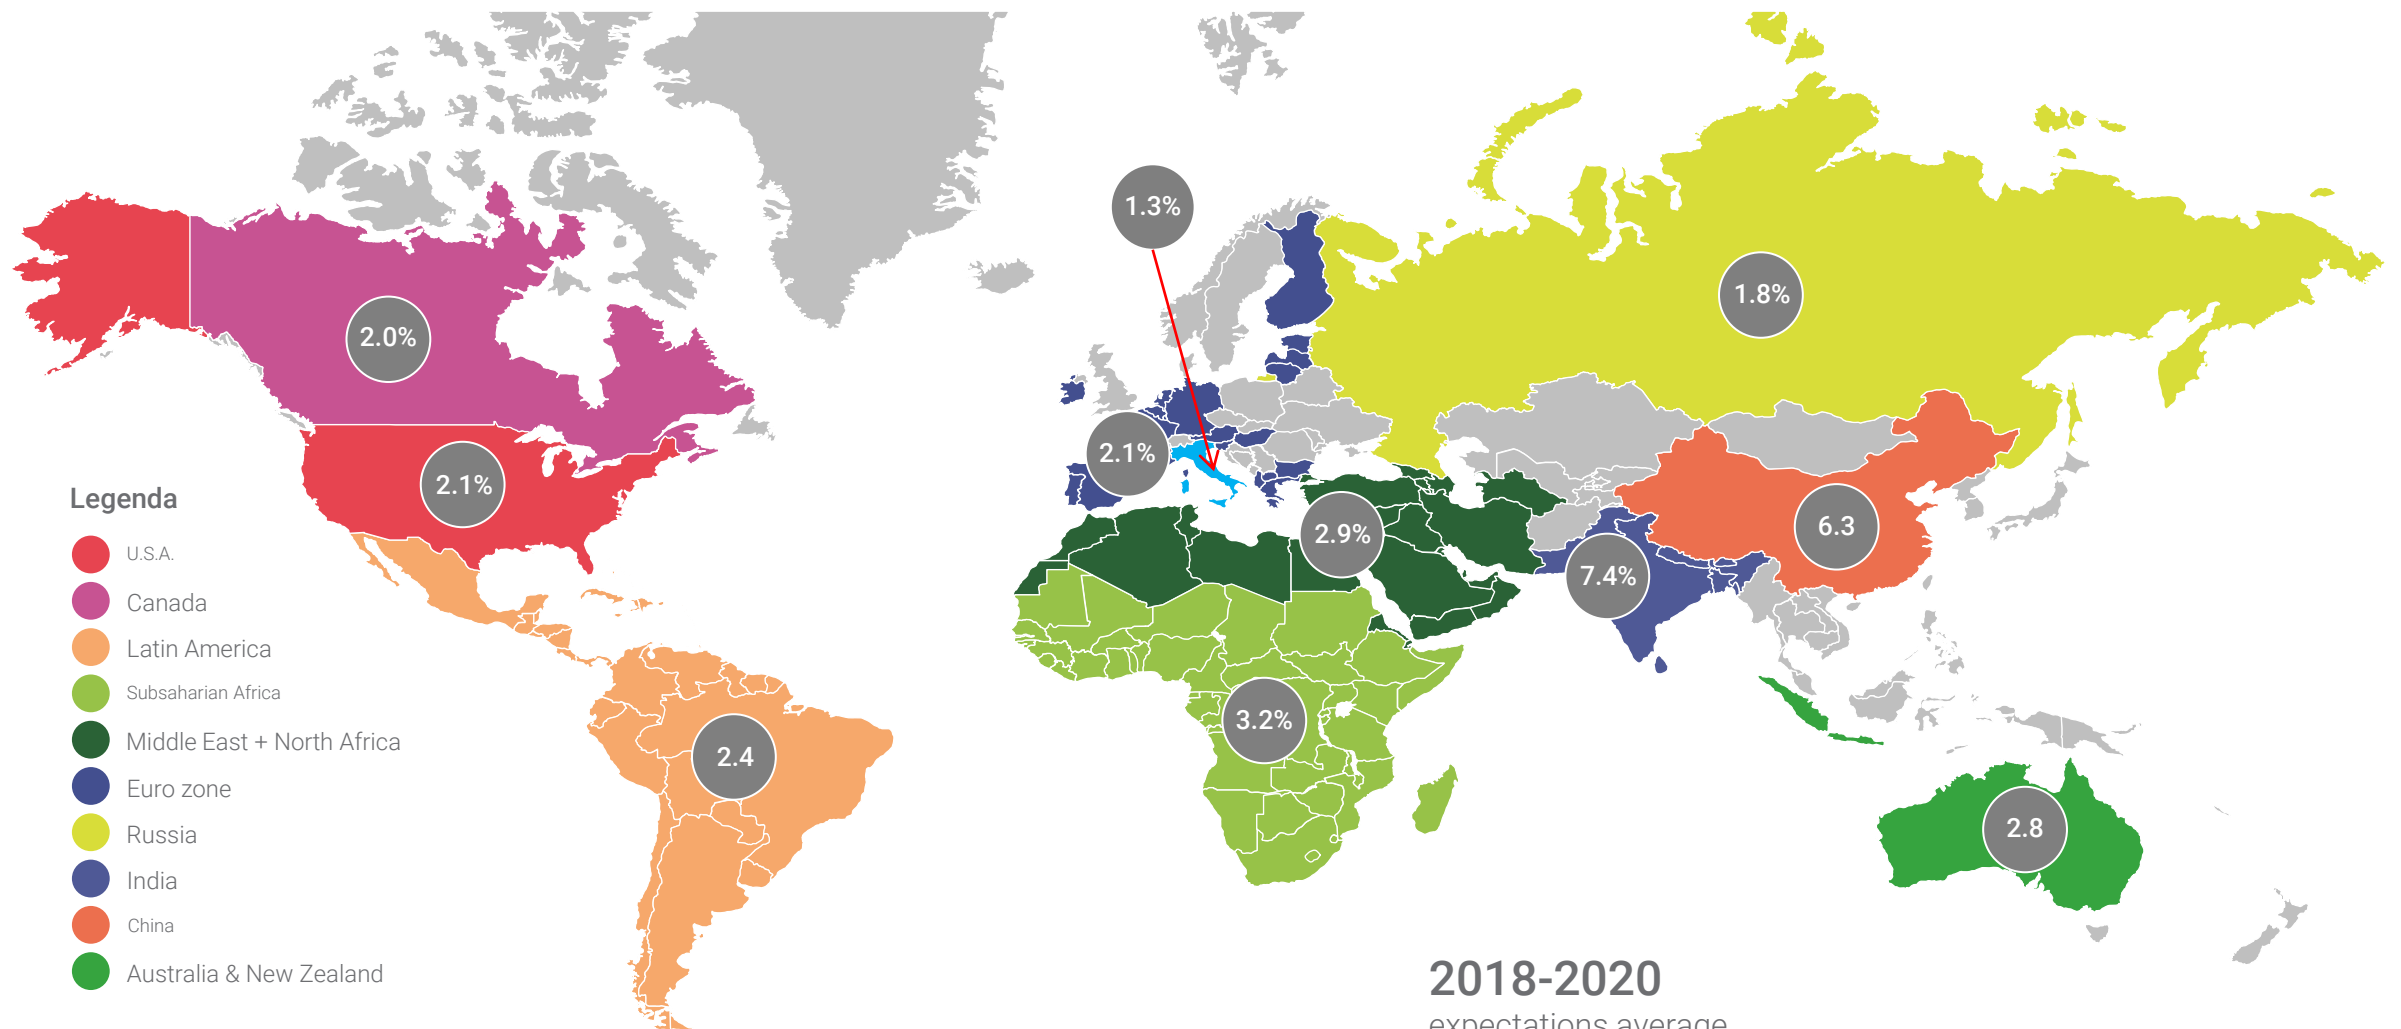 1.3%
1.8%
2.0%
2.1%
2.1%
2.9%
6.3
7.4%
3.2%
2.4
2.8
Legenda
U.S.A.
Canada
Latin America
Subsaharian Africa
Middle East + North Africa
Euro zone
Russia
India
China
Australia & New Zealand
2018-2020
expectations average